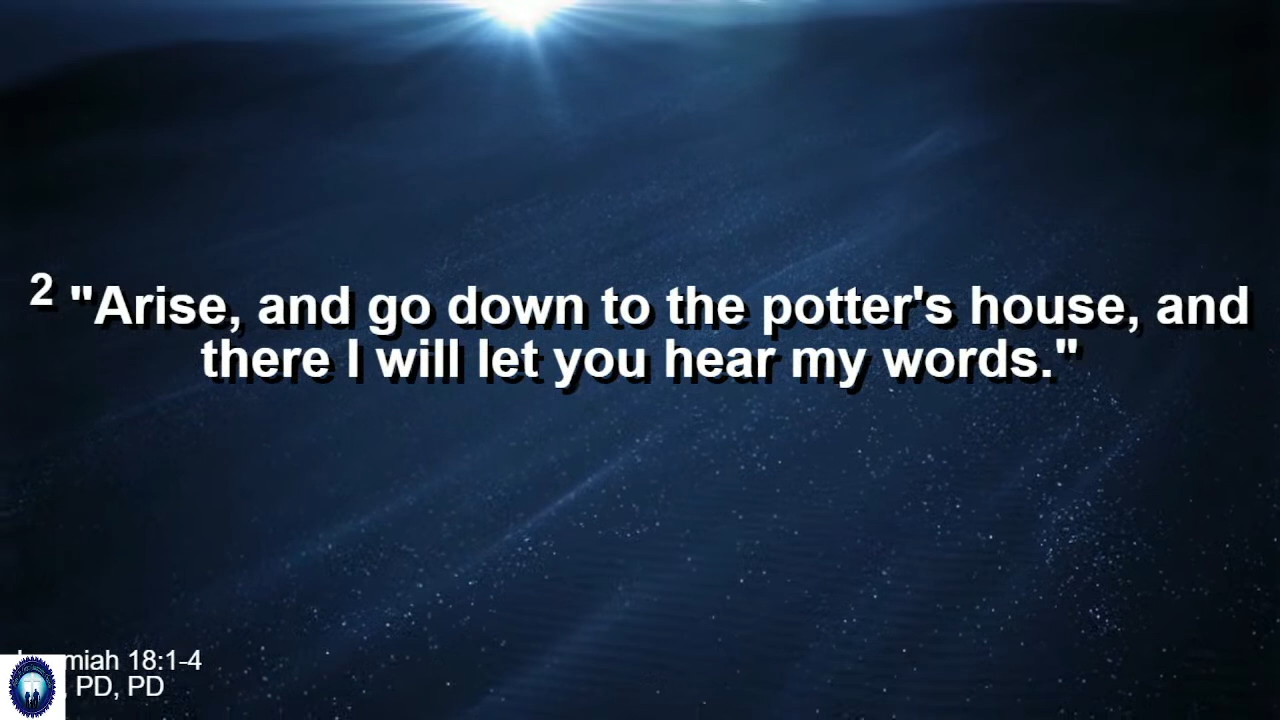 2 "Arise, and go down to the potter's house, and
there I will let you hear my words."
18:1-4
, PD, PD